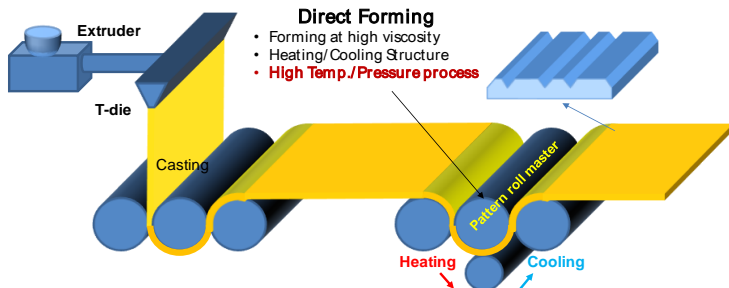 Direct Forming
• Forming at high viscosity
• Heating/Cooling Structure
• High Temp./Pressure process
Extruder
T-die
Casting
Pattern roll master
Heating
Cooling